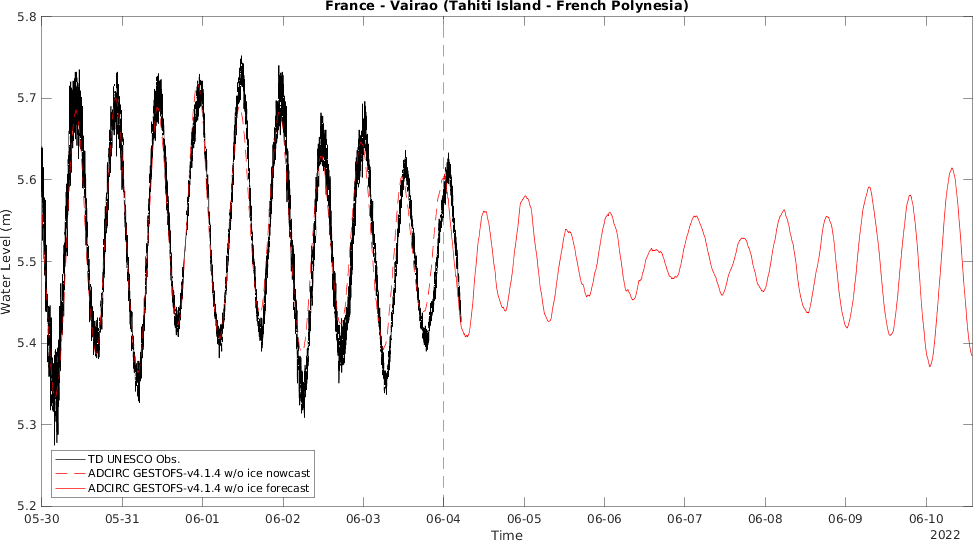 France - Vairao (Tahiti Island - French Polynesia)
5.8
5.7
5.6
5.5
5.4
5.3
5.2
Water Level (m)
TD UNESCO Obs.
ADCIRC GESTOFS-v4.1.4 w/o ice nowcast
ADCIRC GESTOFS-v4.1.4 w/o ice forecast
05-30 05-31 06-01 06-02 06-03 06-04 06-05 06-06 06-07 06-08 06-09 06-10
Time
2022